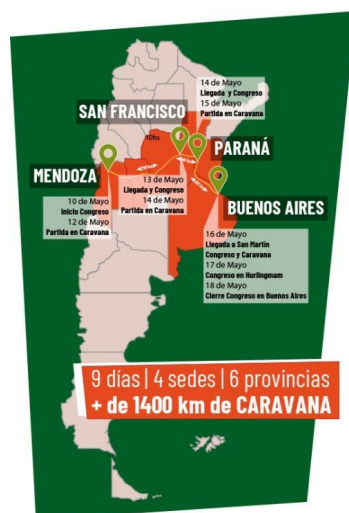 14 de Mayo
Llegada y Congreso
15 de Mayo
Partida en Caravana
SAN FRANCISCO
10hs
PARANÁ
MENDOZA
10 de Mayo
Inicio Congreso
12 de Mayo
Partida en Caravana
13 de Mayo
Llegada y Congreso
14 de Mayo
Partida en Caravana
BUENOS AIRES
16 de Mayo
Llegada a San Martín
Congreso y Caravana
17 de Mayo
Congreso en Hurlingmam
18 de Mayo
Cierre Congreso en Buenos Aires
9 días | 4 sedes | 6 provincias
+ de 1400 km de CARAVANA